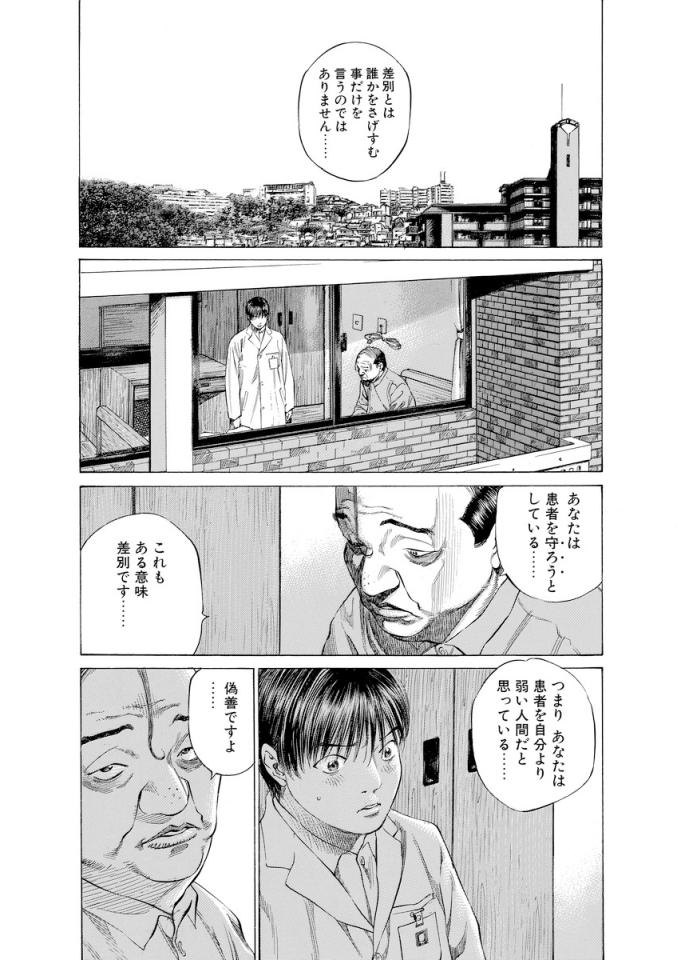 差別とは
誰かをさげすむ
事だけを
言うのでは
ありません……
あなたは
患者を守ろうと
している……
これも
ある意味
差別です……
つまり あなたは
患者を自分より
弱い人間だと
思っている……
偽善ですよ
……